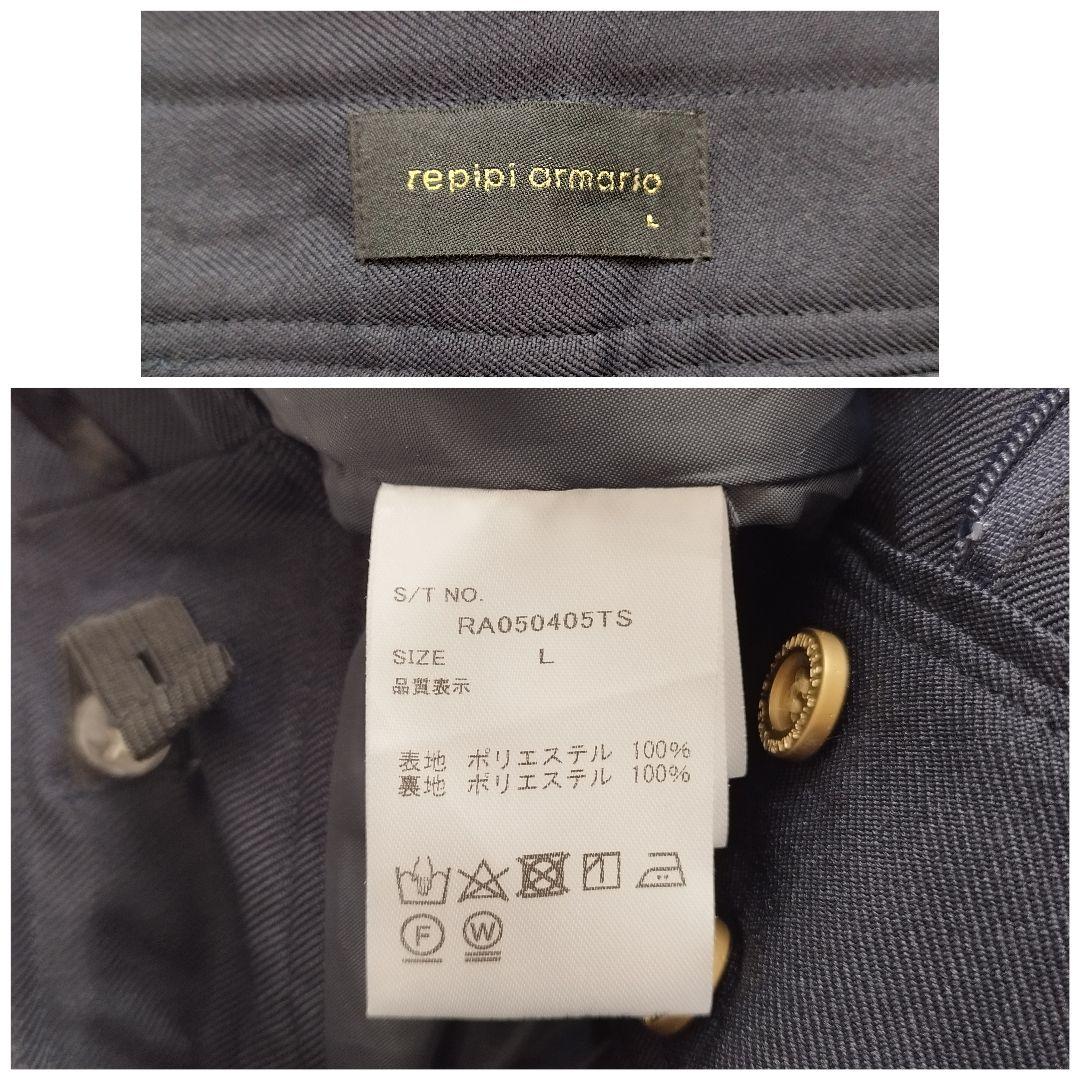 repipi armario
L
S/T NO.
RA050405TS
SIZE L
品質表示
表地 ポリエステル 100%
裏地 ポリエステル 100%
F W